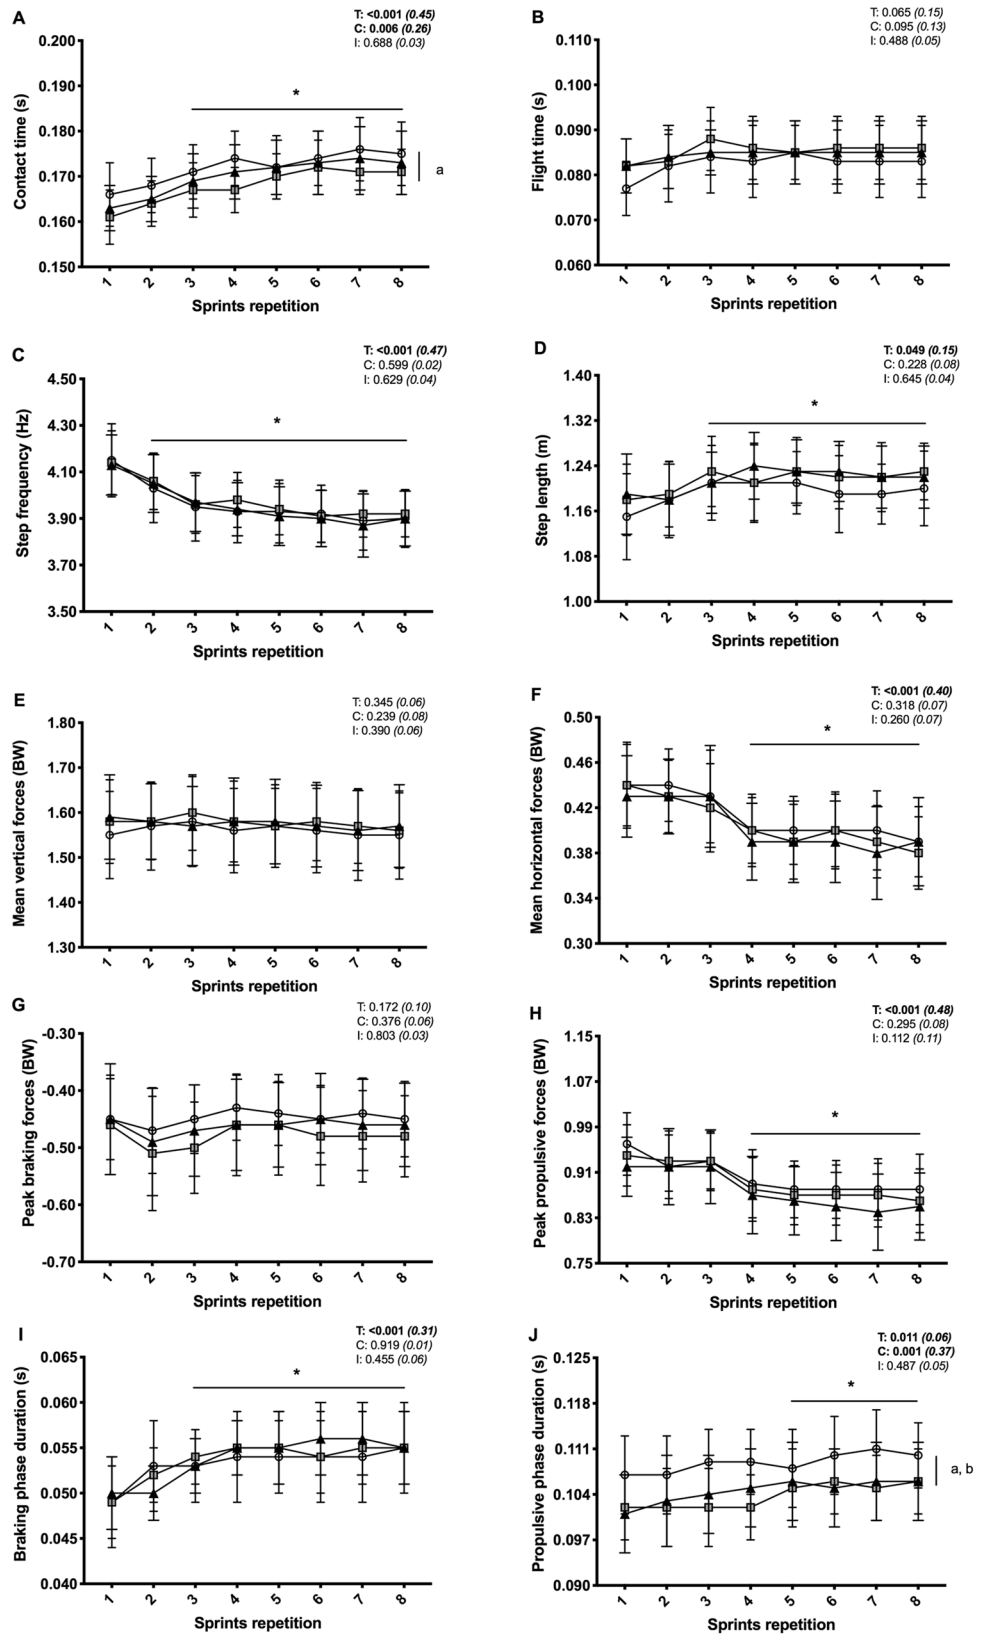 A
T: <0.001 (0.45)
C: 0.006 (0.26)
I: 0.688 (0.03)
Contact time (s)
0.200
0.190
0.180
0.170
0.160
0.150
*
a
1 2 3 4 5 6 7 8
Sprints repetition
B
T: 0.065 (0.15)
C: 0.095 (0.13)
I: 0.488 (0.05)
Flight time (s)
0.110
0.100
0.090
0.080
0.070
0.060
1 2 3 4 5 6 7 8
Sprints repetition
C
T: <0.001 (0.47)
C: 0.599 (0.02)
I: 0.629 (0.04)
Step frequency (Hz)
4.50
4.30
4.10
3.90
3.70
3.50
*
1 2 3 4 5 6 7 8
Sprints repetition
D
T: 0.049 (0.15)
C: 0.228 (0.08)
I: 0.645 (0.04)
Step length (m)
1.40
1.32
1.24
1.16
1.08
1.00
*
1 2 3 4 5 6 7 8
Sprints repetition
E
T: 0.345 (0.06)
C: 0.239 (0.08)
I: 0.390 (0.06)
Mean vertical forces (BW)
1.80
1.70
1.60
1.50
1.40
1.30
1 2 3 4 5 6 7 8
Sprints repetition
F
T: <0.001 (0.40)
C: 0.318 (0.07)
I: 0.260 (0.07)
Mean horizontal forces (BW)
0.50
0.46
0.42
0.38
0.34
0.30
*
1 2 3 4 5 6 7 8
Sprints repetition
G
T: 0.172 (0.10)
C: 0.376 (0.06)
I: 0.803 (0.03)
Peak braking forces (BW)
-0.30
-0.40
-0.50
-0.60
-0.70
1 2 3 4 5 6 7 8
Sprints repetition
H
T: <0.001 (0.48)
C: 0.295 (0.08)
I: 0.112 (0.11)
Peak propulsive forces (BW)
1.15
1.07
0.99
0.91
0.83
0.75
*
1 2 3 4 5 6 7 8
Sprints repetition
I
T: <0.001 (0.31)
C: 0.919 (0.01)
I: 0.455 (0.06)
Braking phase duration (s)
0.065
0.060
0.055
0.050
0.045
0.040
*
1 2 3 4 5 6 7 8
Sprints repetition
J
T: 0.011 (0.06)
C: 0.001 (0.37)
I: 0.487 (0.05)
Propulsive phase duration (s)
0.125
0.118
0.111
0.104
0.097
0.090
*
a, b
1 2 3 4 5 6 7 8
Sprints repetition